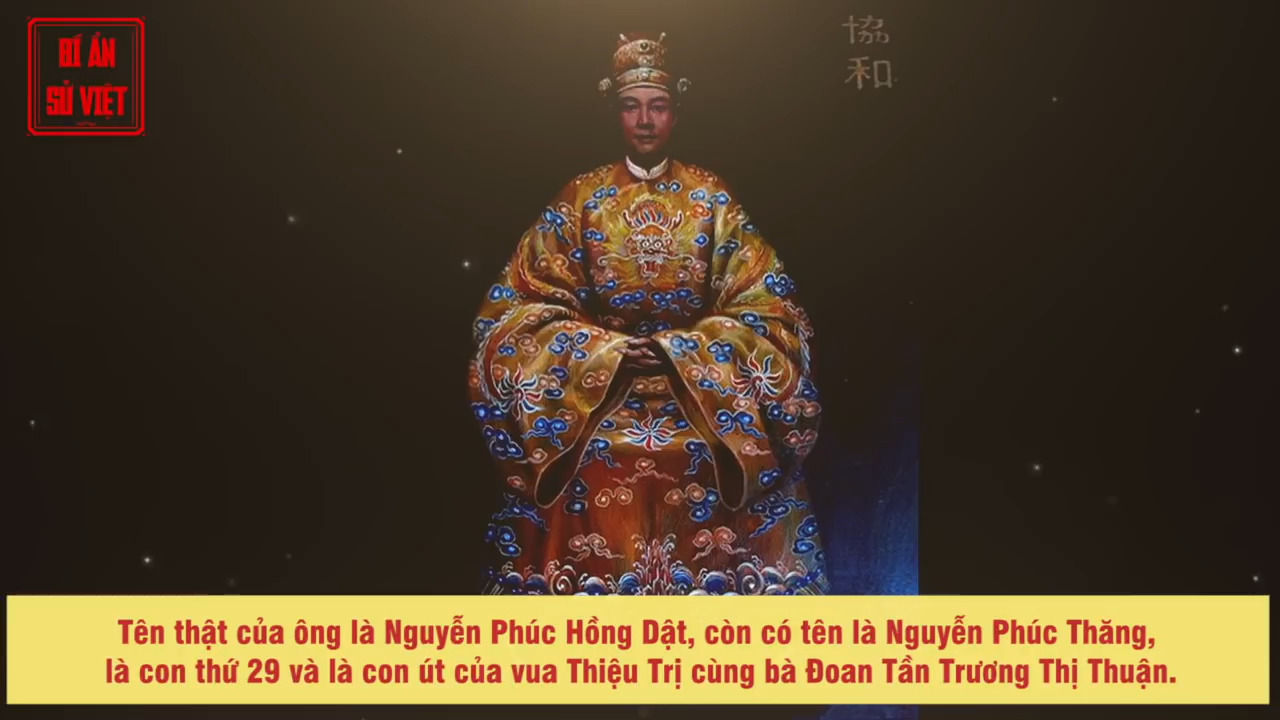 BÍ ẨN
SỬ VIỆT
協
和
Tên thật của ông là Nguyễn Phúc Hồng Dật, còn có tên là Nguyễn Phúc Thăng,
là con thứ 29 và là con út của vua Thiệu Trị cùng bà Đoan Tần Trương Thị Thuận.